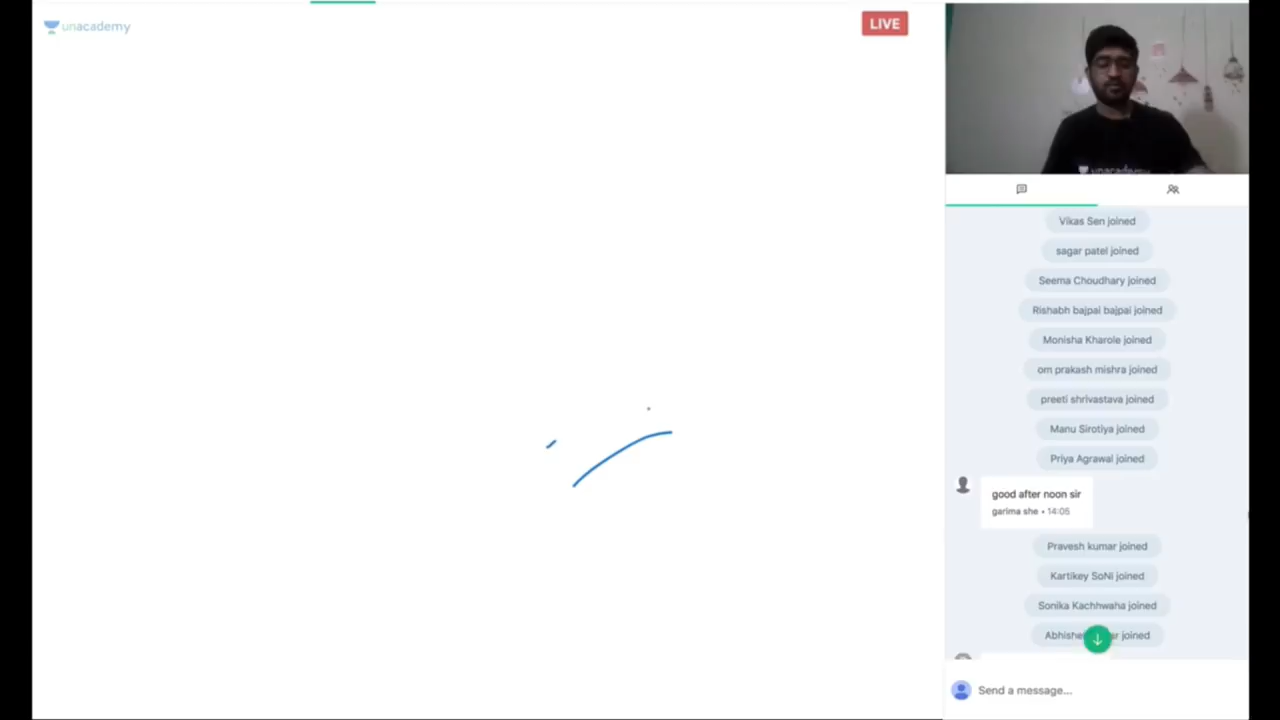 unacademy
LIVE
unacademy
Vikas Sen joined
sagar patel joined
Seema Choudhary joined
Rishabh bajpai bajpai joined
Monisha Kharole joined
om prakash mishra joined
preeti shrivastava joined
Manu Sirotiya joined
Priya Agrawal joined
good after noon sir
garima she • 14:05
Pravesh kumar joined
Kartikey SoNi joined
Sonika Kachhwaha joined
joined
Send a message...